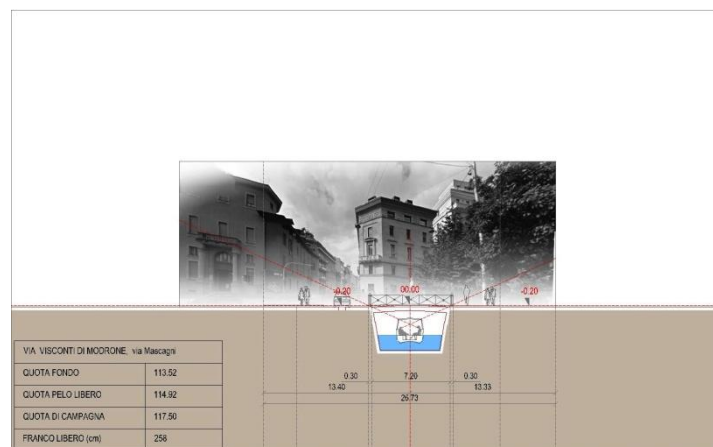 -0.20
00.00
-0.20
VIA VISCONTI DI MODRONE, via Mascagni
QUOTA FONDO 113.52
QUOTA PELO LIBERO 114.92
QUOTA DI CAMPAGNA 117.50
FRANCO LIBERO (cm) 258
0.30 7.20 0.30
13.40 13.33
26.73